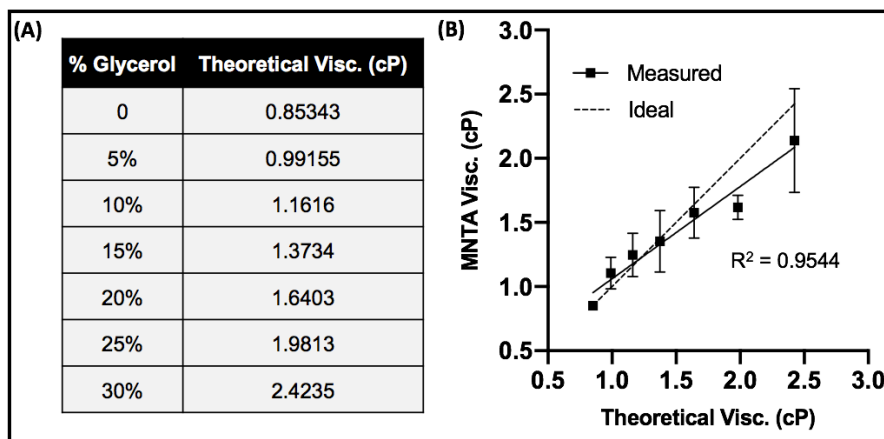 (A)
% Glycerol Theoretical Visc. (cP)
0 0.85343
5% 0.99155
10% 1.1616
15% 1.3734
20% 1.6403
25% 1.9813
30% 2.4235
(B)
MNTA Visc. (cP)
3.0
2.5
2.0
1.5
1.0
0.5
Measured
Ideal
R² = 0.9544
0.5 1.0 1.5 2.0 2.5 3.0
Theoretical Visc. (cP)